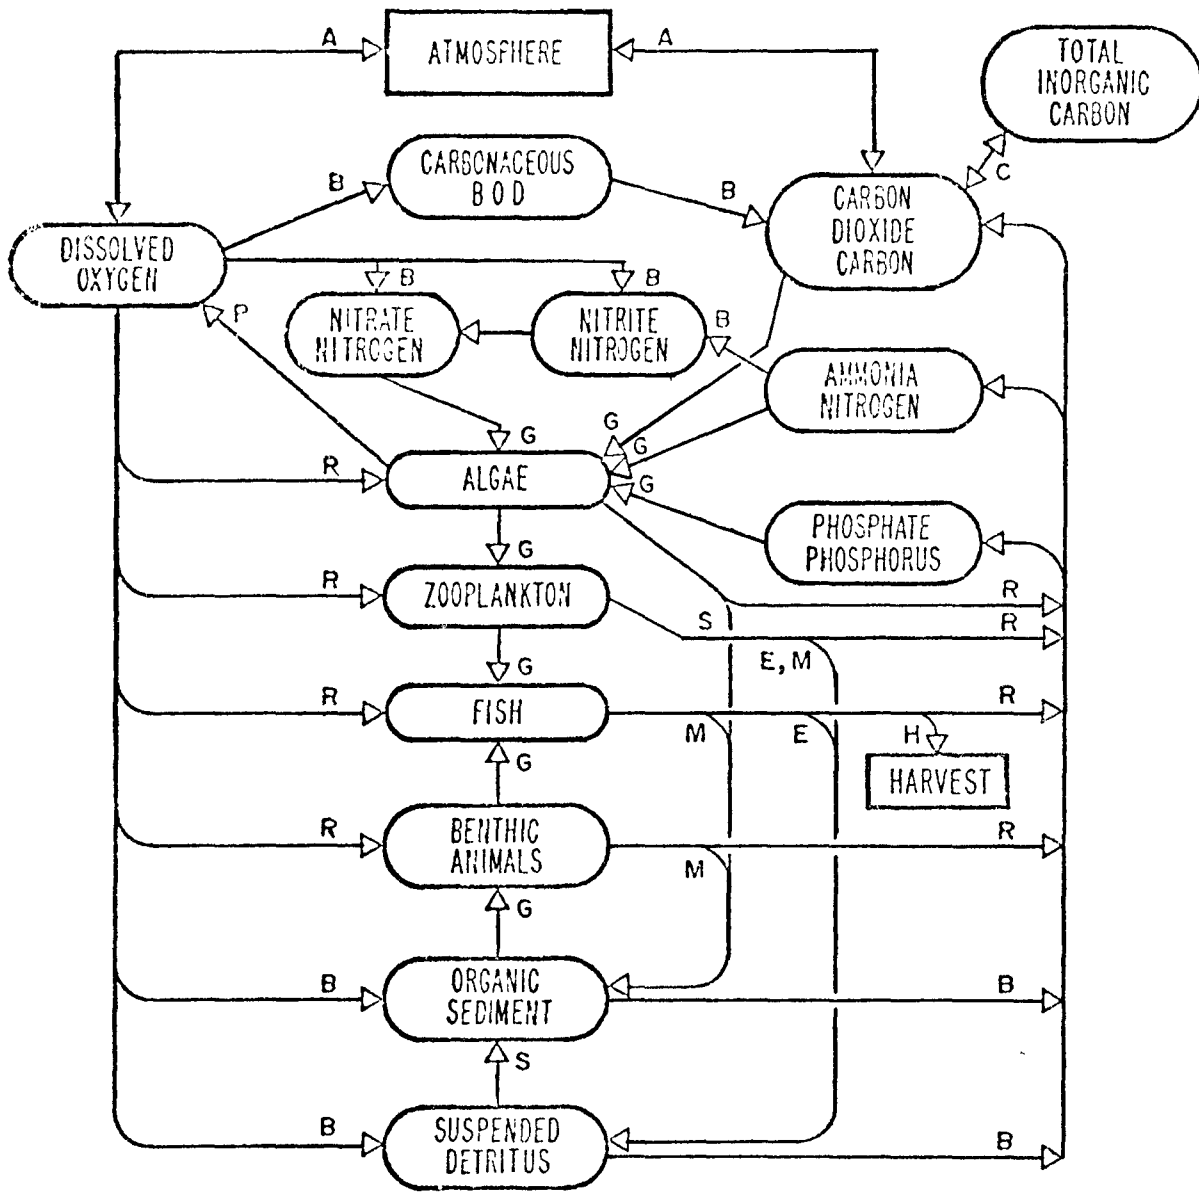 A
ATMOSPHERE
A
TOTAL
INORGANIC
CARBON
C
CARBONACEOUS
BOD
B
B
CARBON
DIOXIDE
CARBON
DISSOLVED
OXYGEN
B
B
P
NITRATE
NITROGEN
NITRITE
NITROGEN
B
AMMONIA
NITROGEN
G
G
G
G
R
ALGAE
PHOSPHATE
PHOSPHORUS
G
R
ZOOPLANKTON
R
S
R
E, M
G
R
FISH
R
M
E
H
G
HARVEST
R
BENTHIC
ANIMALS
R
M
G
B
ORGANIC
SEDIMENT
B
S
B
SUSPENDED
DETRITUS
B